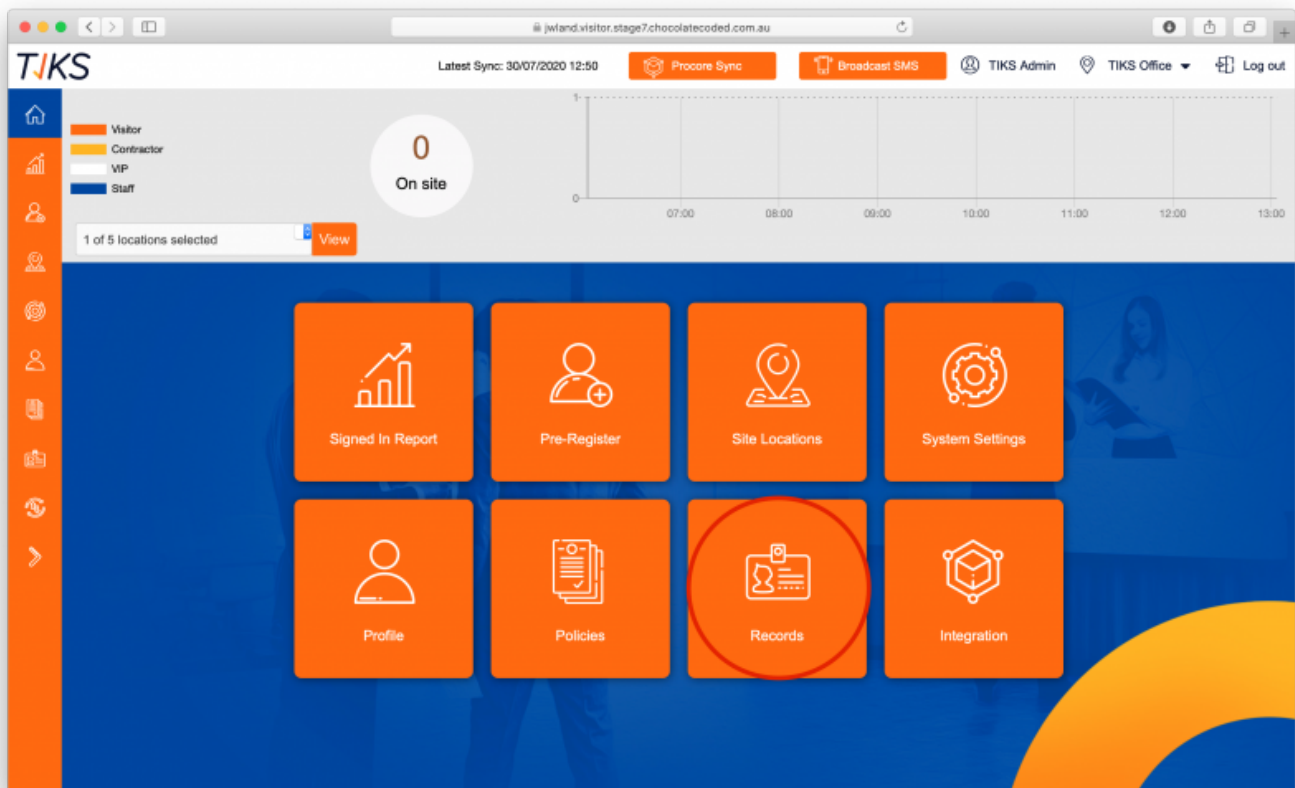 jwland.visitor.stage7.chocolatecoded.com.au
TIKS
Latest Sync: 30/07/2020 12:50
Procore Sync
Broadcast SMS
TIKS Admin
TIKS Office
Log out
Visitor
Contractor
VIP
Staff
0
On site
1
0
07:00 08:00 09:00 10:00 11:00 12:00 13:00
1 of 5 locations selected
View
Signed In Report
Pre-Register
Site Locations
System Settings
Profile
Policies
Records
Integration